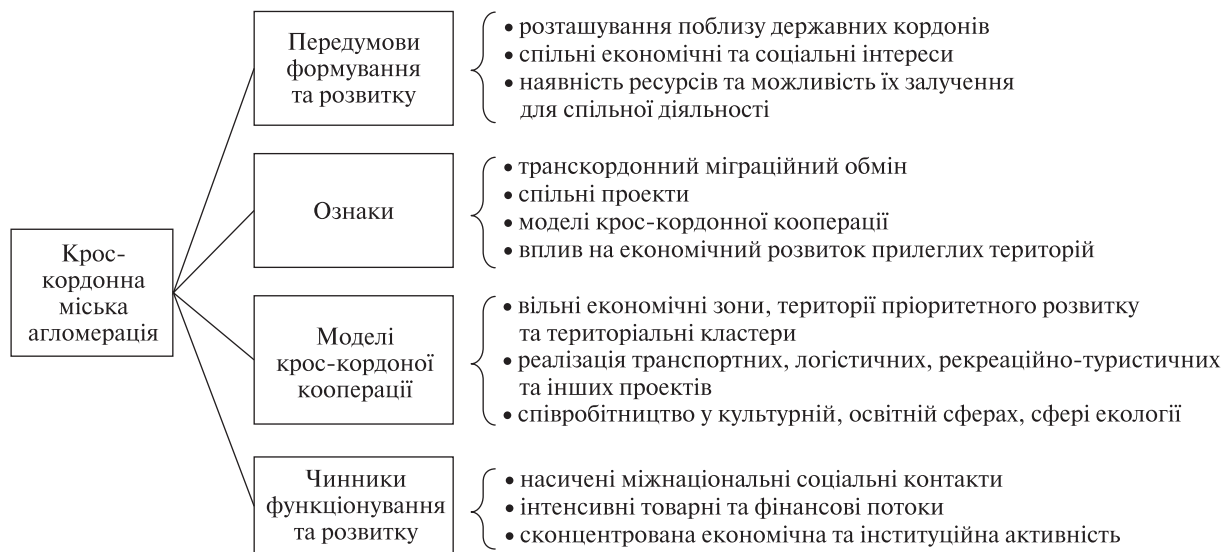 Крос-
кордонна
міська
агломерація
Передумови
формування
та розвитку
• розташування поблизу державних кордонів
• спільні економічні та соціальні інтереси
• наявність ресурсів та можливість їх залучення
для спільної діяльності
Ознаки
• транскордонний міграційний обмін
• спільні проекти
• моделі крос-кордонної кооперації
• вплив на економічний розвиток прилеглих територій
Моделі
крос-кордоної
кооперації
• вільні економічні зони, території пріоритетного розвитку
та територіальні кластери
• реалізація транспортних, логістичних, рекреаційно-туристичних
та інших проектів
• співробітництво у культурній, освітній сферах, сфері екології
Чинники
функціонування
та розвитку
• насичені міжнаціональні соціальні контакти
• інтенсивні товарні та фінансові потоки
• сконцентрована економічна та інституційна активність